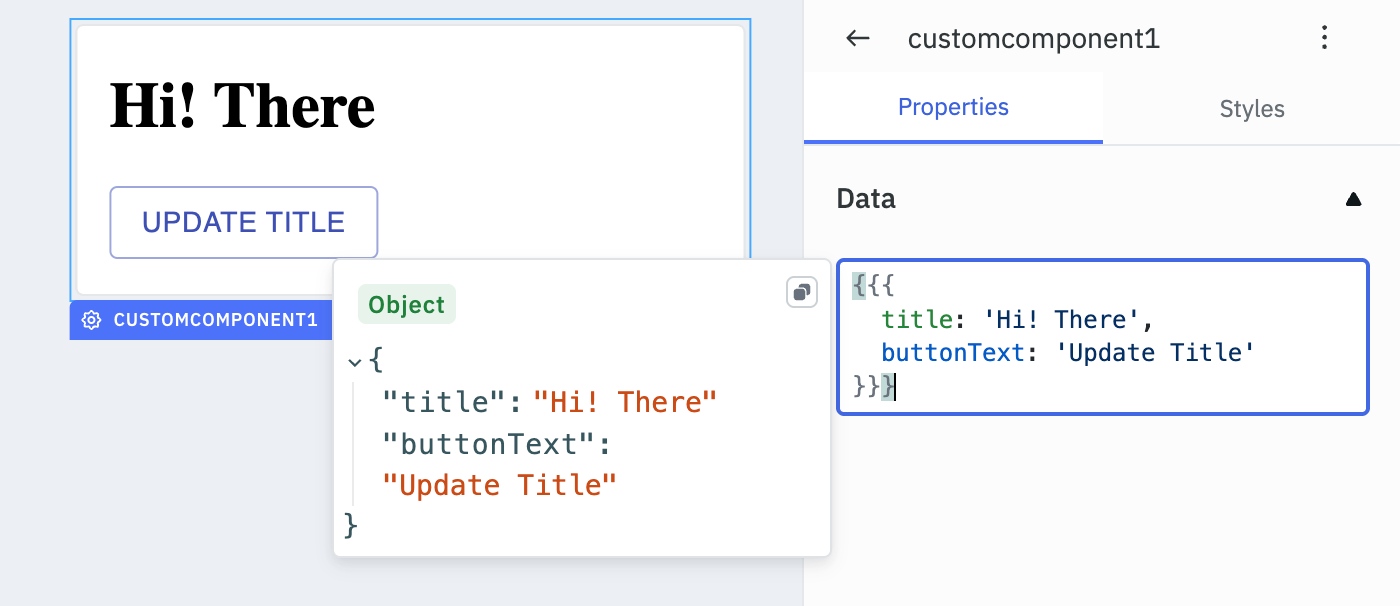 Hi! There
UPDATE TITLE
CUSTOMCOMPONENT1
Object
{
"title": "Hi! There"
"buttonText":
"Update Title"
}
customcomponent1
Properties
Styles
Data
{{{
title: 'Hi! There',
buttonText: 'Update Title'
}}}